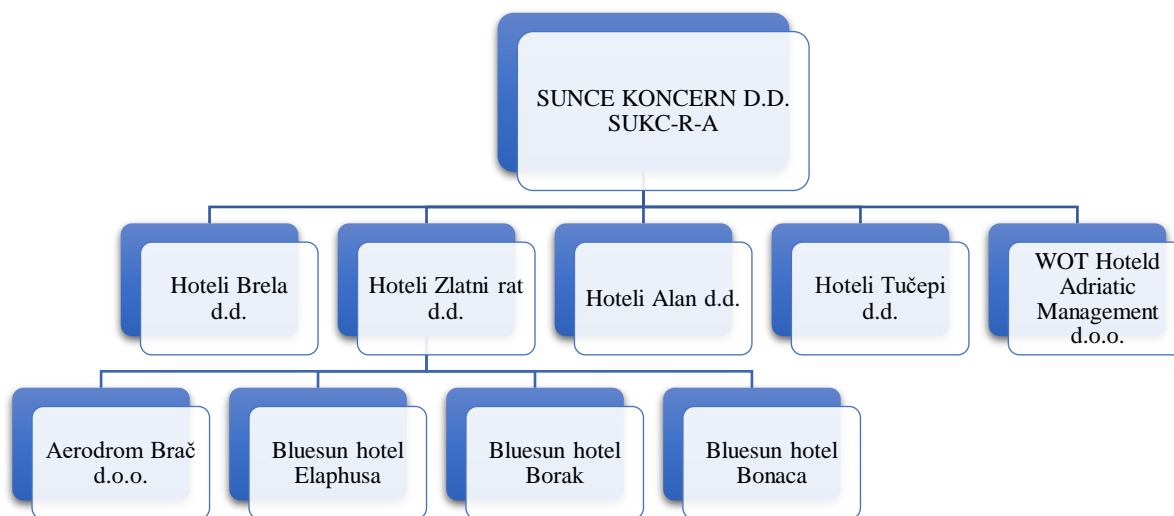 SUNCE KONCERN D.D.
SUKC-R-A
Hoteli Brela
d.d.
Hoteli Zlatni rat
d.d.
Hoteli Alan d.d.
Hoteli Tučepi
d.d.
WOT Hoteld
Adriatic
Management
d.o.o.
Aerodrom Brač
d.o.o.
Bluesun hotel
Elaphusa
Bluesun hotel
Borak
Bluesun hotel
Bonaca